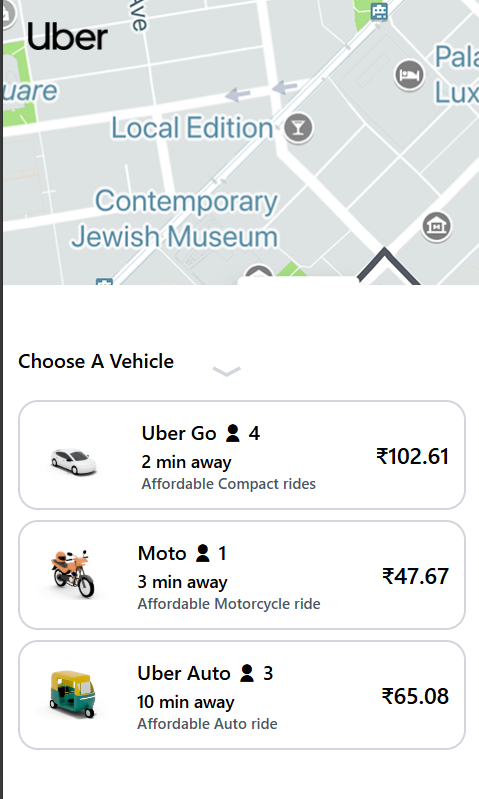 Uber
Ave
uare
Pala
Lux
Local Edition
Contemporary
Jewish Museum
Choose A Vehicle
Uber Go 4
2 min away
Affordable Compact rides
₹102.61
Moto 1
3 min away
Affordable Motorcycle ride
₹47.67
Uber Auto 3
10 min away
Affordable Auto ride
₹65.08